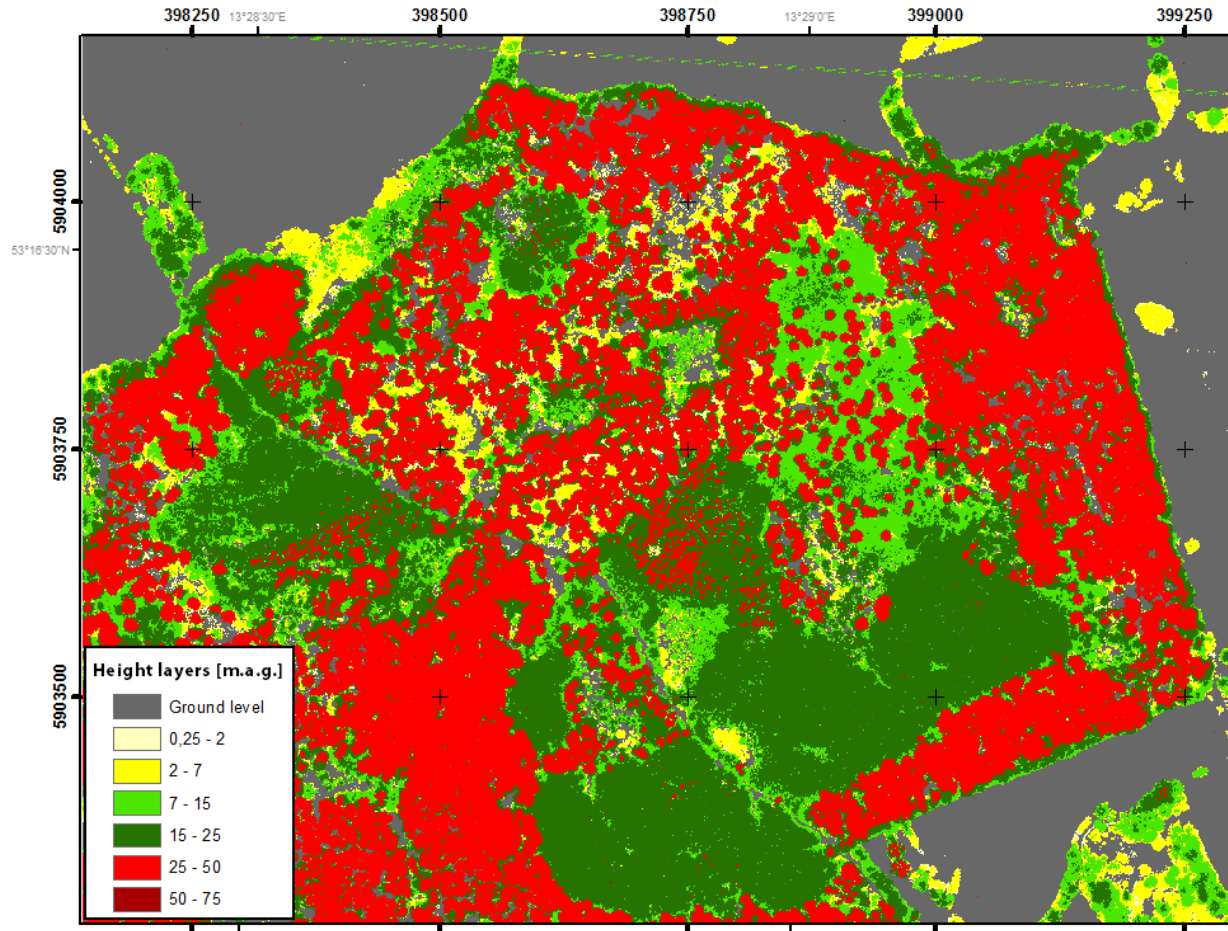 398250 13°28'30"E 398500 398750 13°29'0"E 399000 399250
5904000
53°16'30"N
5903750
5903500
Height layers [m.a.g.]
Ground level
0,25 - 2
2 - 7
7 - 15
15 - 25
25 - 50
50 - 75